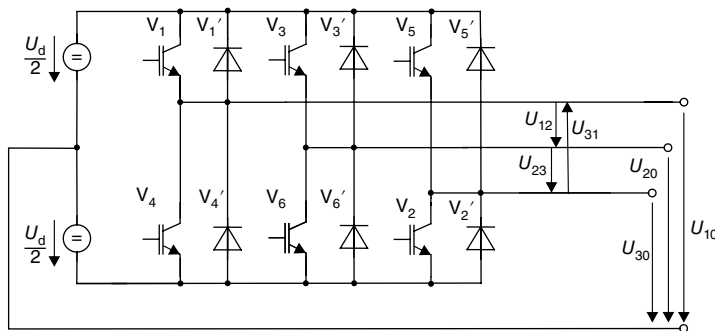 V₁ V₁′ V₃ V₃′ V₅ V₅′
U_d/2 =
U₁₂ U₃₁
U₂₃ U₂₀
V₄ V₄′ V₆ V₆′ V₂ V₂′
U_d/2 =
U₃₀ U₁₀